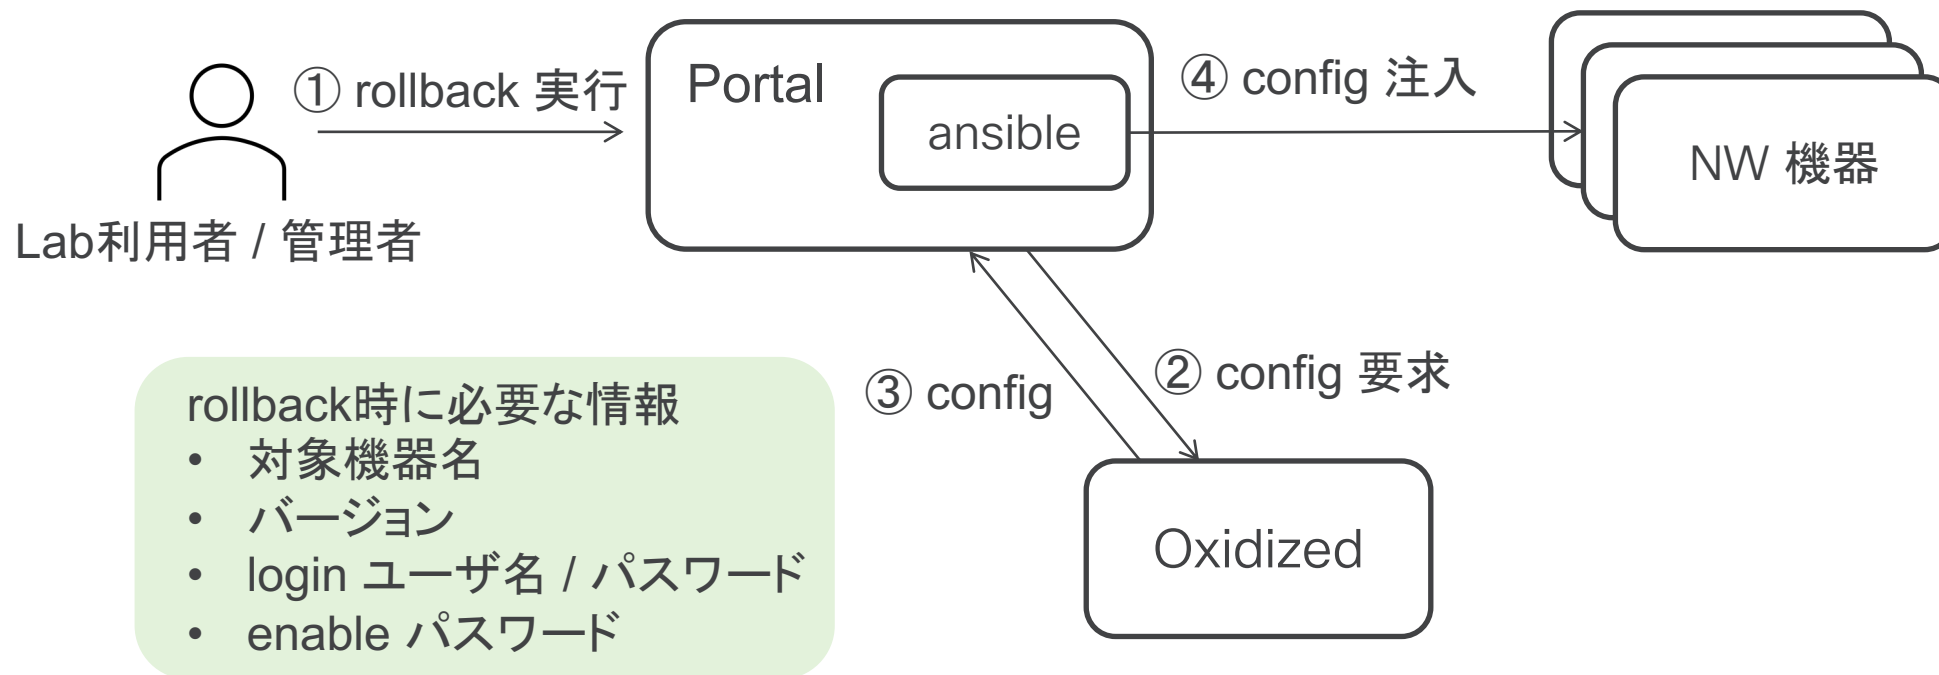 ① rollback 実行
Portal
ansible
④ config 注入
NW 機器
Lab利用者 / 管理者
③ config
② config 要求
Oxidized
rollback時に必要な情報
• 対象機器名
• バージョン
• login ユーザ名 / パスワード
• enable パスワード